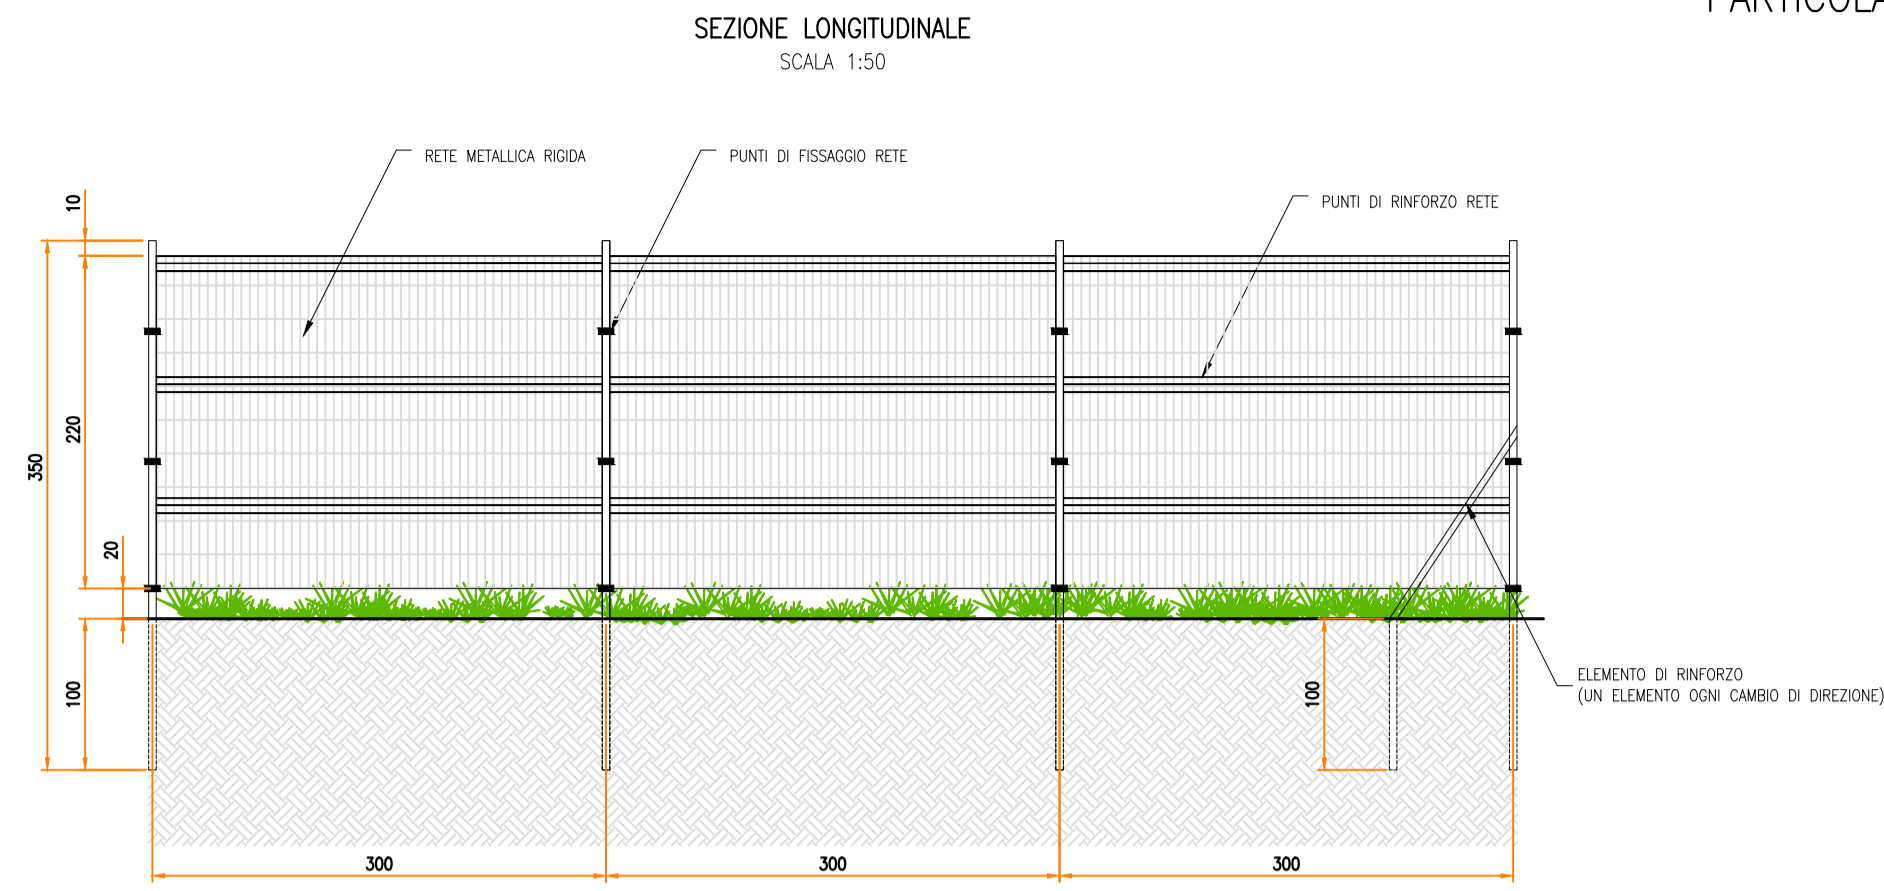 SEZIONE LONGITUDINALE
SCALA 1:50
RETE METALLICA RIGIDA
PUNTI DI FISSAGGIO RETE
PUNTI DI RINFORZO RETE
10
220
350
20
100
100
ELEMENTO DI RINFORZO
(UN ELEMENTO OGNI CAMBIO DI DIREZIONE)
300
300
300